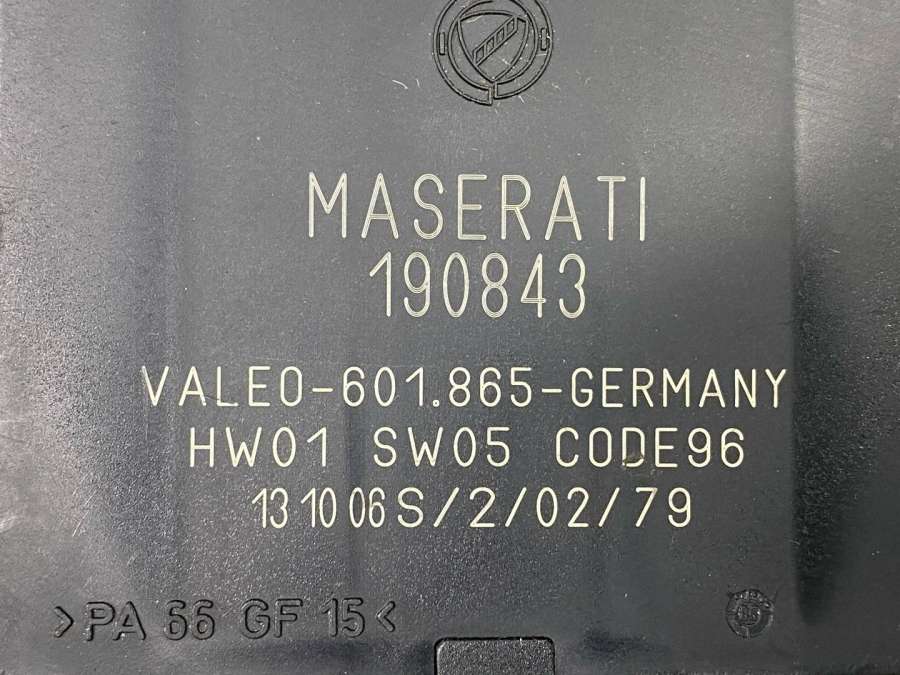 MASERATI
190843
VALEO-601.865-GERMANY
HW01 SW05 CODE96
13 10 06 S/2/02/79
>PA 66 GF 15<